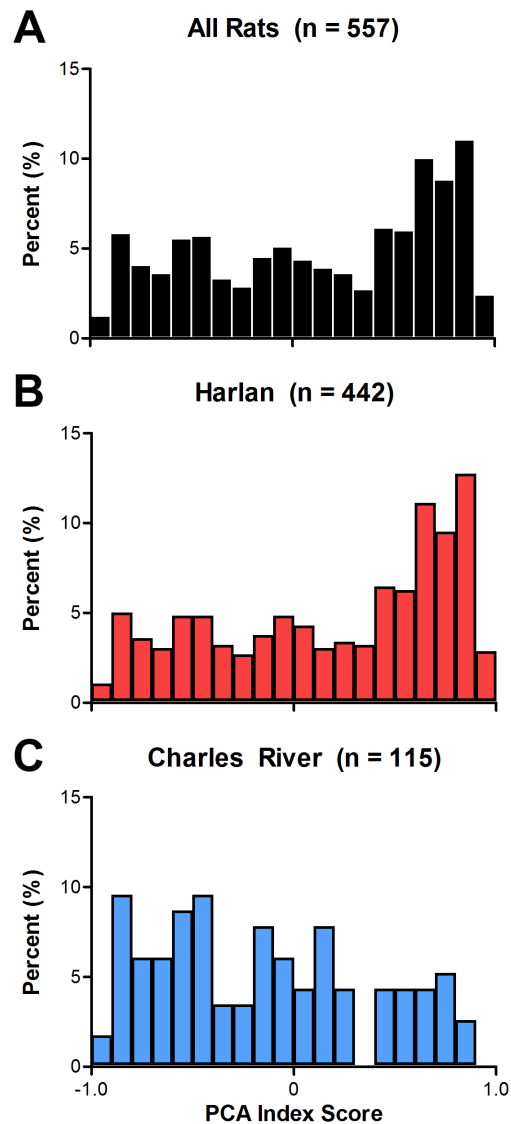 A
All Rats (n = 557)
15
10
5
0
Percent (%)
B
Harlan (n = 442)
15
10
5
0
Percent (%)
C
Charles River (n = 115)
15
10
5
0
Percent (%)
-1.0 0 1.0
PCA Index Score